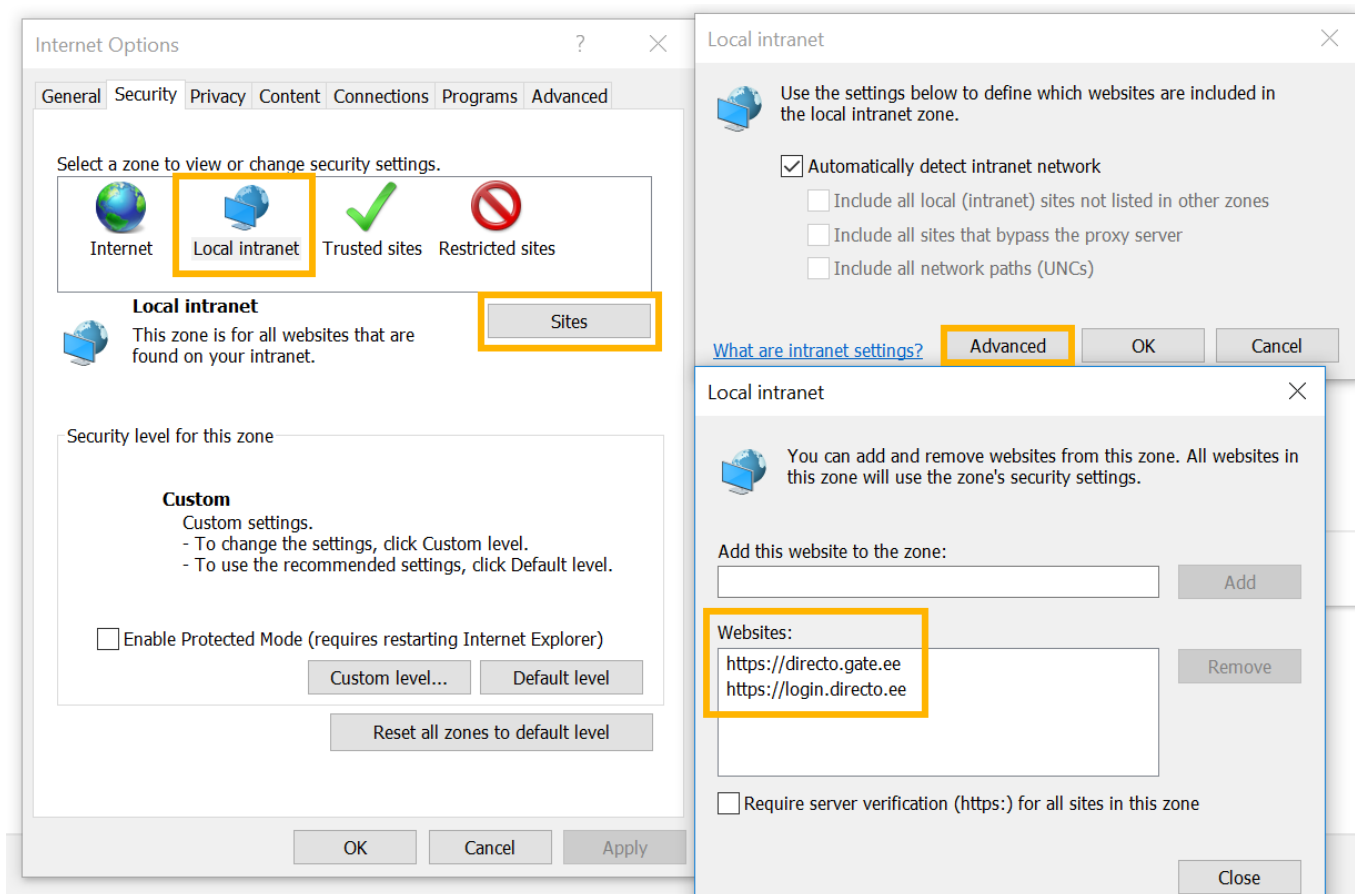 Internet Options
?
General Security Privacy Content Connections Programs Advanced
Select a zone to view or change security settings.
Internet Local intranet Trusted sites Restricted sites
Local intranet
This zone is for all websites that are
found on your intranet.
Sites
Security level for this zone
Custom
Custom settings.
- To change the settings, click Custom level.
- To use the recommended settings, click Default level.
Enable Protected Mode (requires restarting Internet Explorer)
Custom level... Default level
Reset all zones to default level
OK Cancel Apply
Local intranet
Use the settings below to define which websites are included in
the local intranet zone.
Automatically detect intranet network
Include all local (intranet) sites not listed in other zones
Include all sites that bypass the proxy server
Include all network paths (UNCs)
What are intranet settings? Advanced OK Cancel
Local intranet
You can add and remove websites from this zone. All websites in
this zone will use the zone's security settings.
Add this website to the zone:
Add
Websites:
https://directo.gate.ee
https://login.directo.ee
Remove
Require server verification (https:) for all sites in this zone
Close